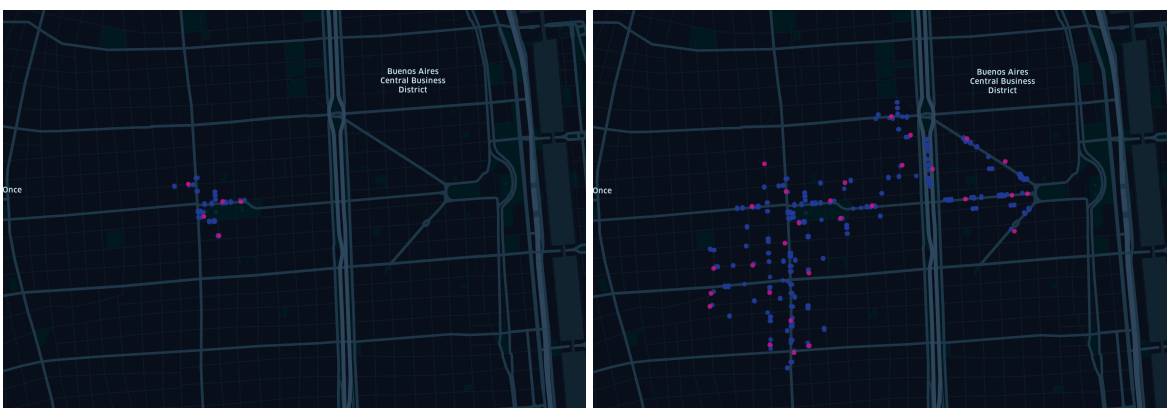 Buenos Aires
Central Business
District
Once
Buenos Aires
Central Business
District
Once